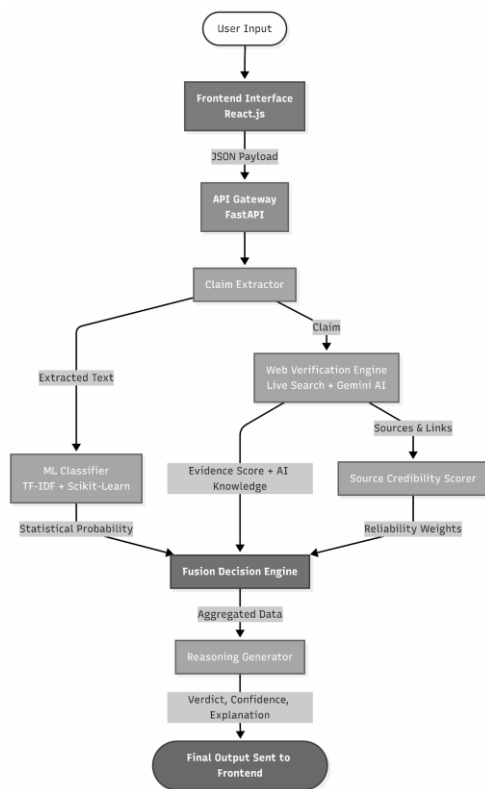 User Input
Frontend Interface
React.js
JSON Payload
API Gateway
FastAPI
Claim Extractor
Claim
Extracted Text
Web Verification Engine
Live Search + Gemini AI
Sources & Links
ML Classifier
TF-IDF + Scikit-Learn
Evidence Score + AI
Knowledge
Source Credibility Scorer
Statistical Probability
Reliability Weights
Fusion Decision Engine
Aggregated Data
Reasoning Generator
Verdict, Confidence,
Explanation
Final Output Sent to
Frontend